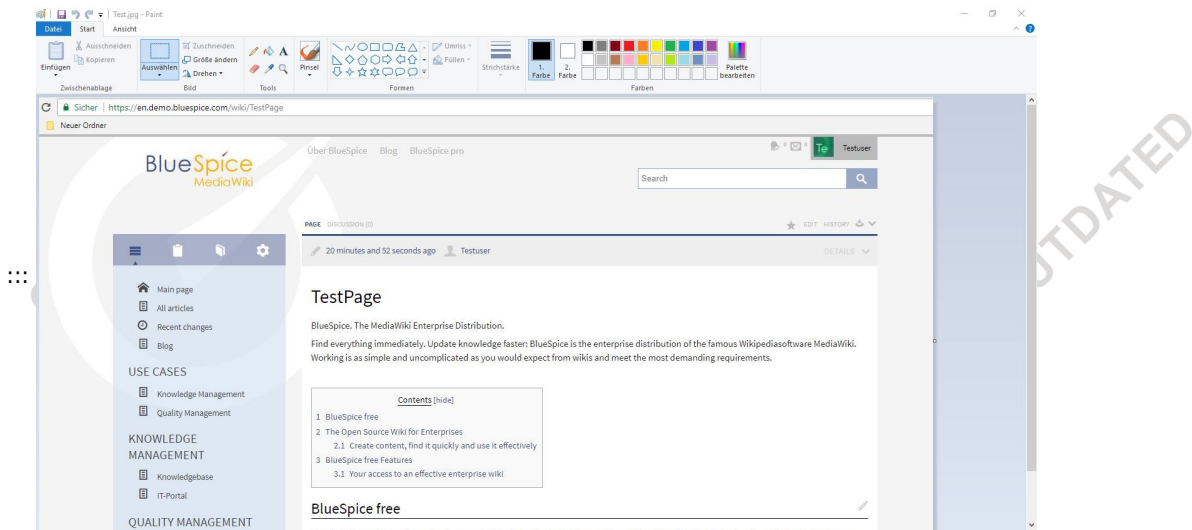 Test.jpg - Paint
Datei Start Ansicht
Einfügen
Ausschneiden
Kopieren
Zwischenablage
Auswählen
Zuschneiden
Größe ändern
Drehen
Bild
A
Tools
Pinsel
Umriss
Füllen
Formen
Strichstärke
1.
Farbe
2.
Farbe
Palette
bearbeiten
Farben
Sicher | https://en.demo.bluespice.com/wiki/TestPage
Neuer Ordner
BlueSpice
MediaWiki
Über BlueSpice Blog BlueSpice pro
Te Testuser
Search
PAGE DISCUSSION (0) EDIT HISTORY
20 minutes and 52 seconds ago Testuser DETAILS
:::
Main page
All articles
Recent changes
Blog
USE CASES
Knowledge Management
Quality Management
KNOWLEDGE
MANAGEMENT
Knowledgebase
IT-Portal
QUALITY MANAGEMENT
TestPage
BlueSpice. The MediaWiki Enterprise Distribution.
Find everything immediately. Update knowledge faster: BlueSpice is the enterprise distribution of the famous Wikipediasoftware MediaWiki.
Working is as simple and uncomplicated as you would expect from wikis and meet the most demanding requirements.
Contents [hide]
1 BlueSpice free
2 The Open Source Wiki for Enterprises
2.1 Create content, find it quickly and use it effectively
3 BlueSpice free Features
3.1 Your access to an effective enterprise wiki
BlueSpice free